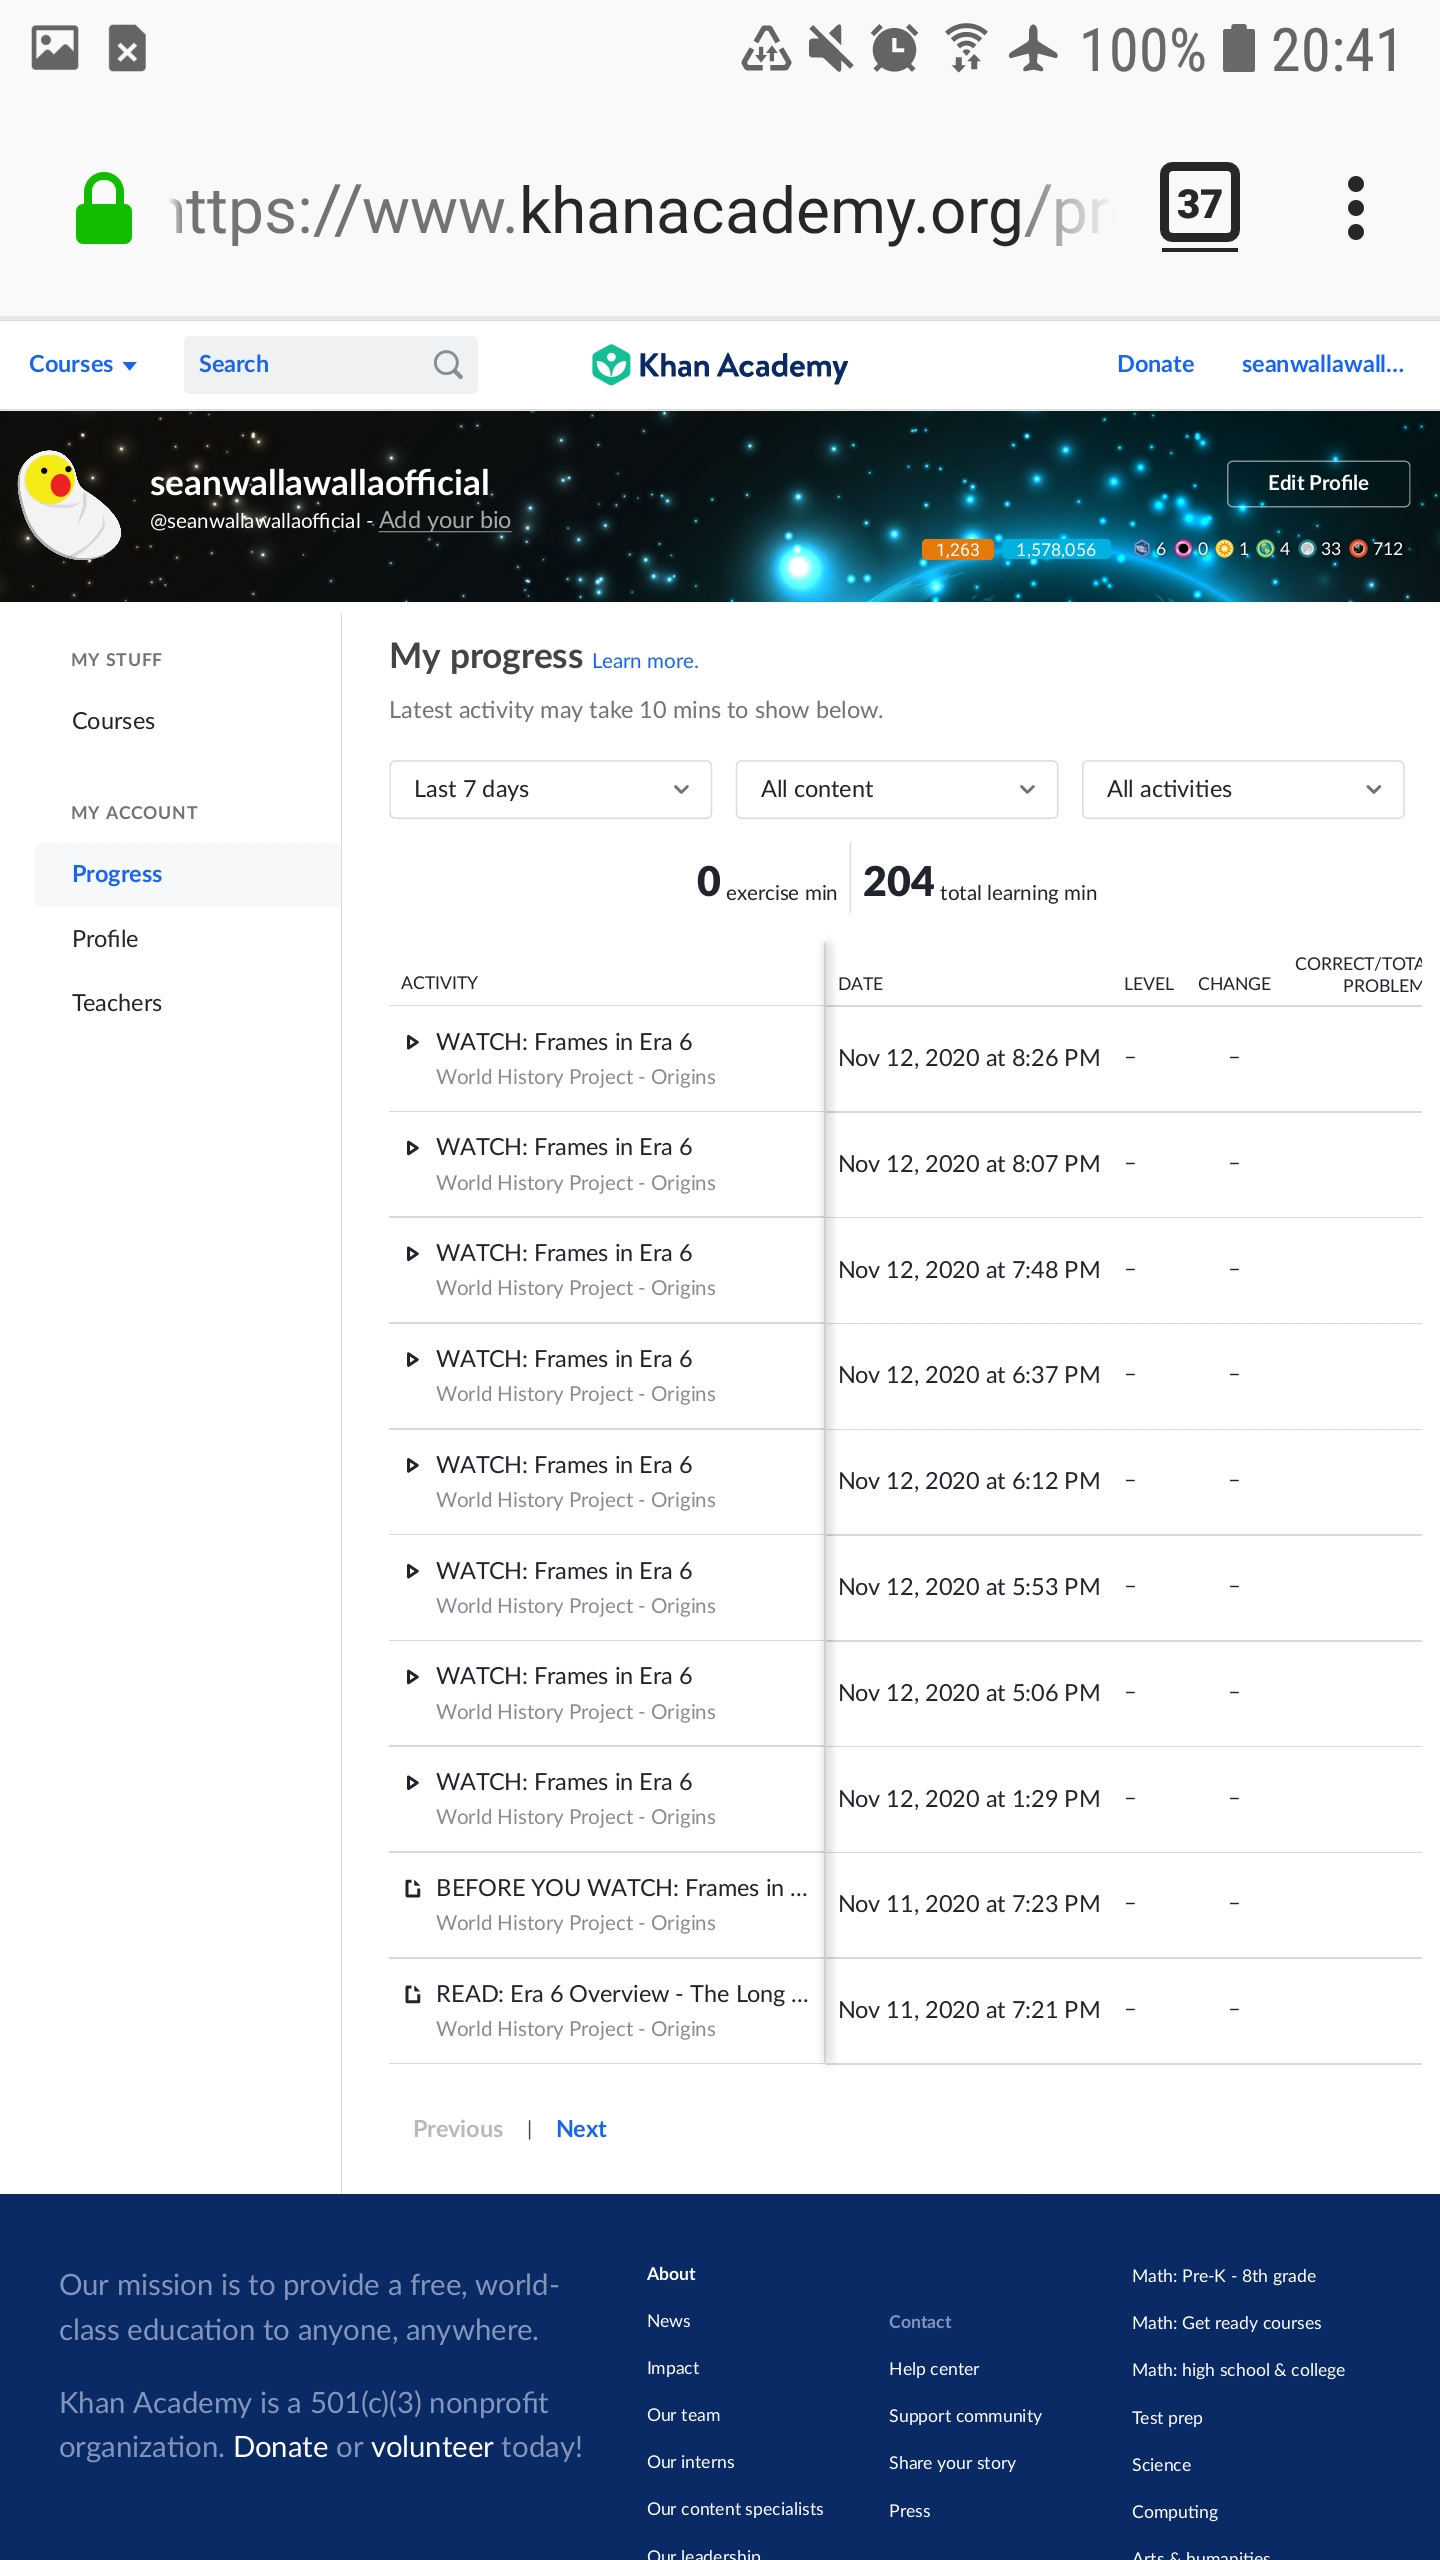 100% 20:41
https://www.khanacademy.org/pr
37
Courses
Search
Khan Academy
Donate
seanwallawall...
seanwallawallaofficial
@seanwallawallaofficial - Add your bio
Edit Profile
1,263 1,578,056 6 0 1 4 33 712
MY STUFF
Courses
MY ACCOUNT
Progress
Profile
Teachers
My progress Learn more.
Latest activity may take 10 mins to show below.
Last 7 days
All content
All activities
0 exercise min
204 total learning min
ACTIVITY DATE LEVEL CHANGE CORRECT/TOTA
PROBLEM
WATCH: Frames in Era 6
World History Project - Origins
Nov 12, 2020 at 8:26 PM – –
WATCH: Frames in Era 6
World History Project - Origins
Nov 12, 2020 at 8:07 PM – –
WATCH: Frames in Era 6
World History Project - Origins
Nov 12, 2020 at 7:48 PM – –
WATCH: Frames in Era 6
World History Project - Origins
Nov 12, 2020 at 6:37 PM – –
WATCH: Frames in Era 6
World History Project - Origins
Nov 12, 2020 at 6:12 PM – –
WATCH: Frames in Era 6
World History Project - Origins
Nov 12, 2020 at 5:53 PM – –
WATCH: Frames in Era 6
World History Project - Origins
Nov 12, 2020 at 5:06 PM – –
WATCH: Frames in Era 6
World History Project - Origins
Nov 12, 2020 at 1:29 PM – –
BEFORE YOU WATCH: Frames in ...
World History Project - Origins
Nov 11, 2020 at 7:23 PM – –
READ: Era 6 Overview - The Long ...
World History Project - Origins
Nov 11, 2020 at 7:21 PM – –
Previous | Next
Our mission is to provide a free, world-
class education to anyone, anywhere.
Khan Academy is a 501(c)(3) nonprofit
organization. Donate or volunteer today!
About
News
Impact
Our team
Our interns
Our content specialists
Our leadership
Contact
Help center
Support community
Share your story
Press
Math: Pre-K - 8th grade
Math: Get ready courses
Math: high school & college
Test prep
Science
Computing
Arts & humanities